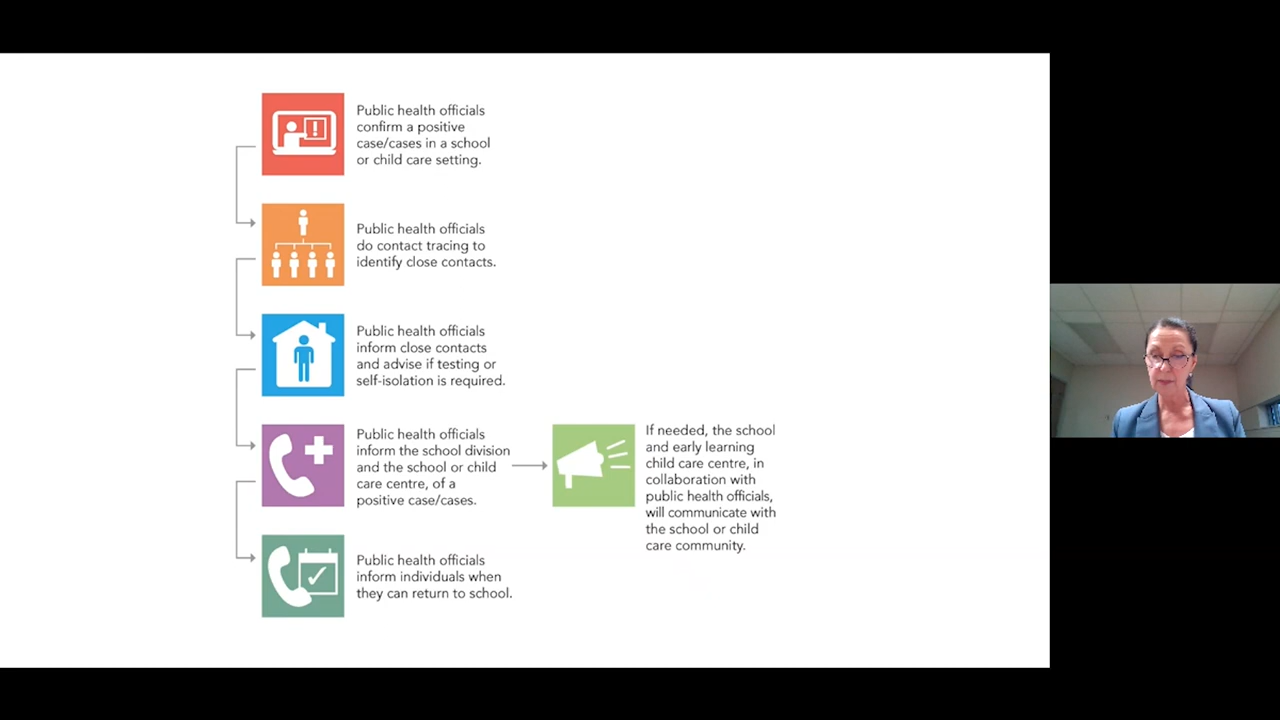 Public health officials
confirm a positive
case/cases in a school
or child care setting.
Public health officials
do contact tracing to
identify close contacts.
Public health officials
inform close contacts
and advise if testing or
self-isolation is required.
Public health officials
inform the school division
and the school or child
care centre, of a
positive case/cases.
If needed, the school
and early learning
child care centre, in
collaboration with
public health officials,
will communicate with
the school or child
care community.
Public health officials
inform individuals when
they can return to school.